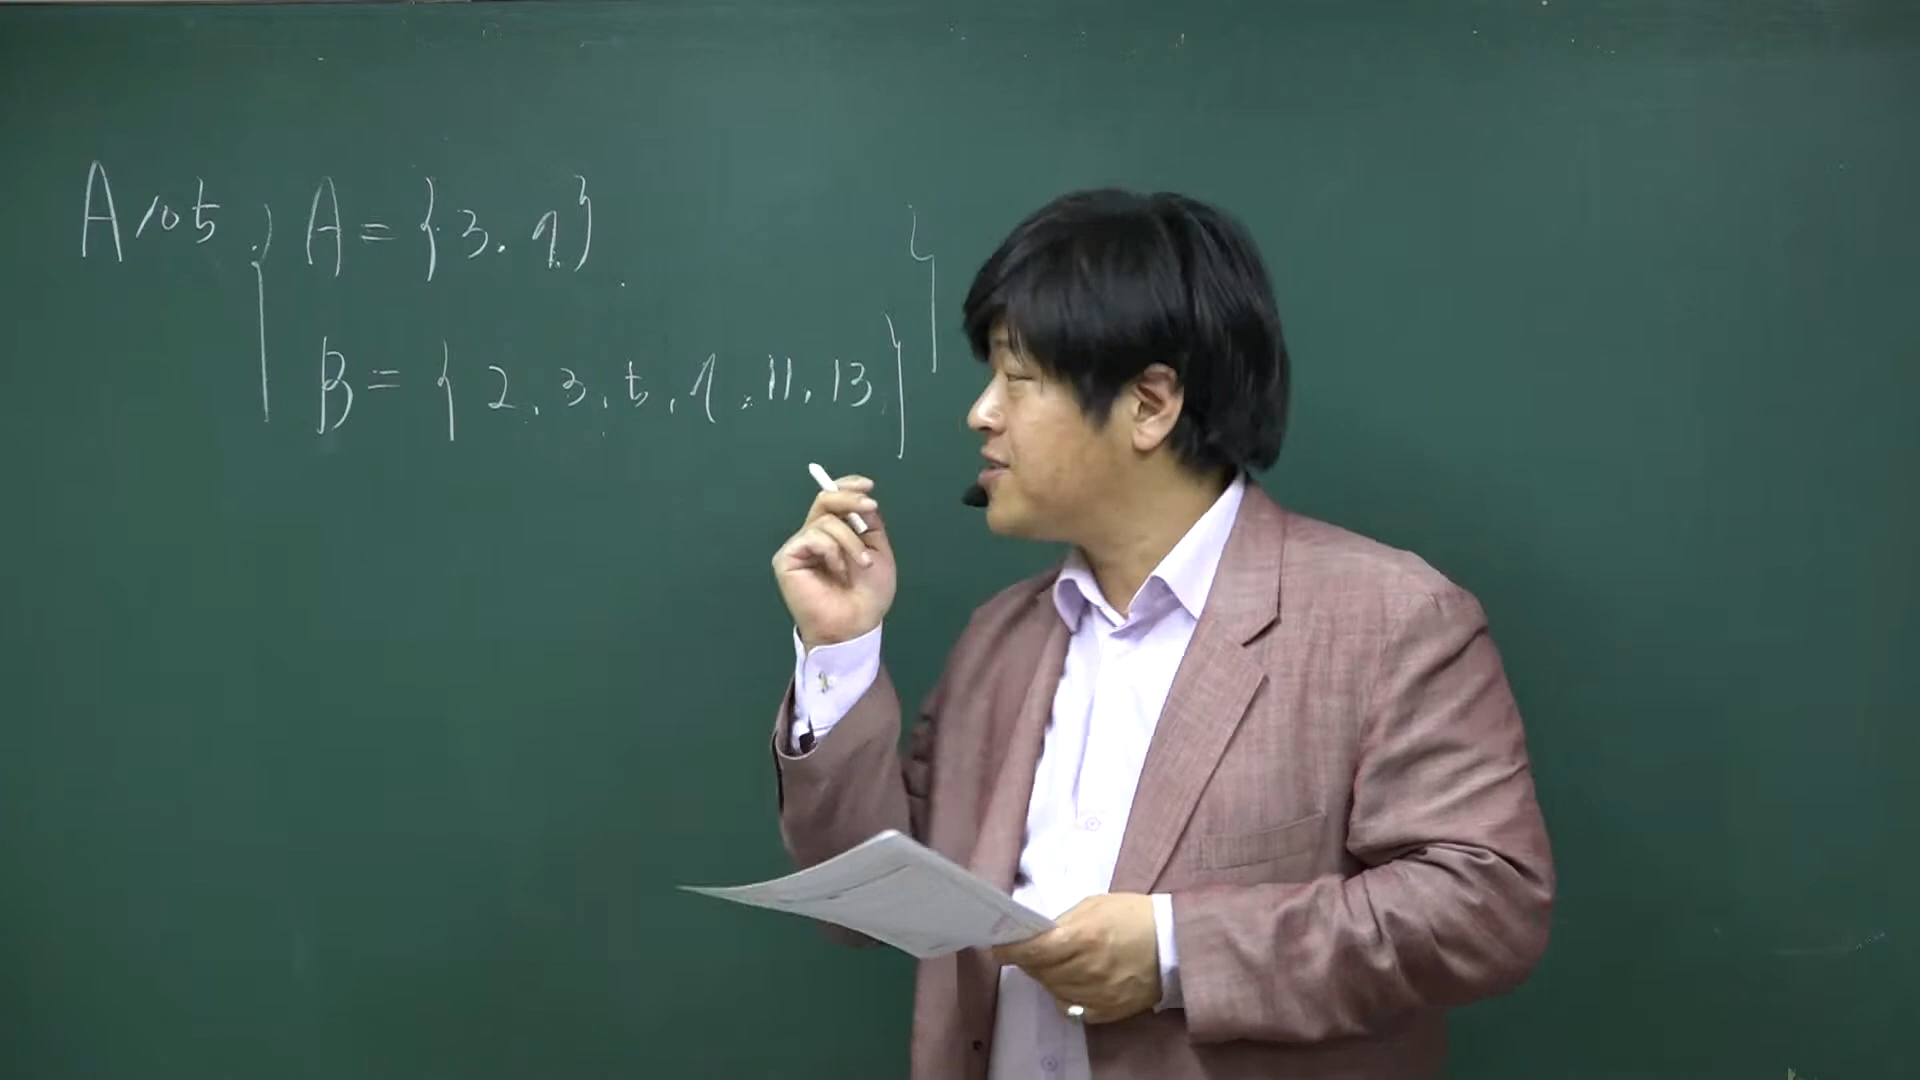 A105 { A = {3. 7} }
B = {2, 3, 5, 7, 11, 13}